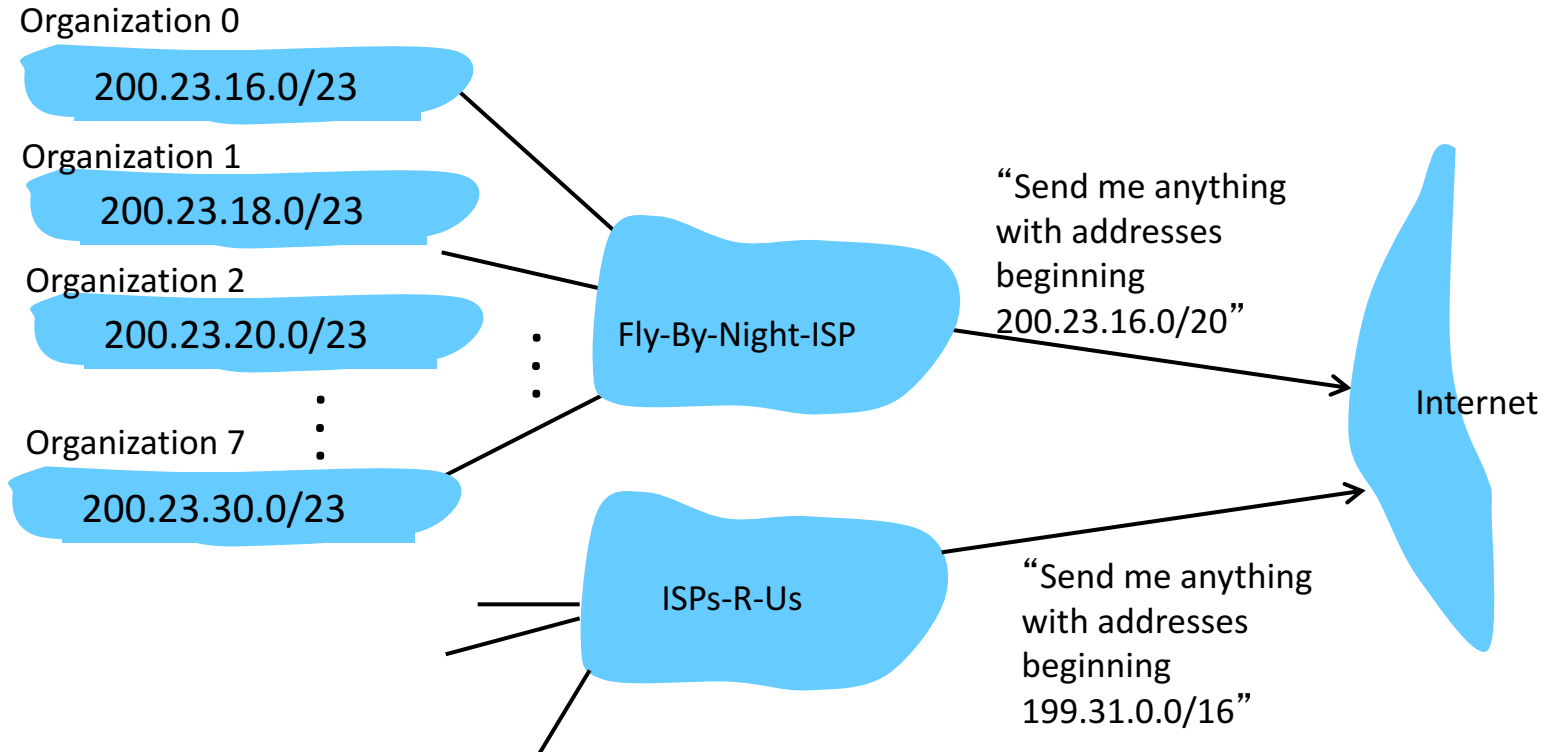 Organization 0
200.23.16.0/23
Organization 1
200.23.18.0/23
Organization 2
200.23.20.0/23
Organization 7
200.23.30.0/23
Fly-By-Night-ISP
ISPs-R-Us
“Send me anything
with addresses
beginning
200.23.16.0/20”
“Send me anything
with addresses
beginning
199.31.0.0/16”
Internet